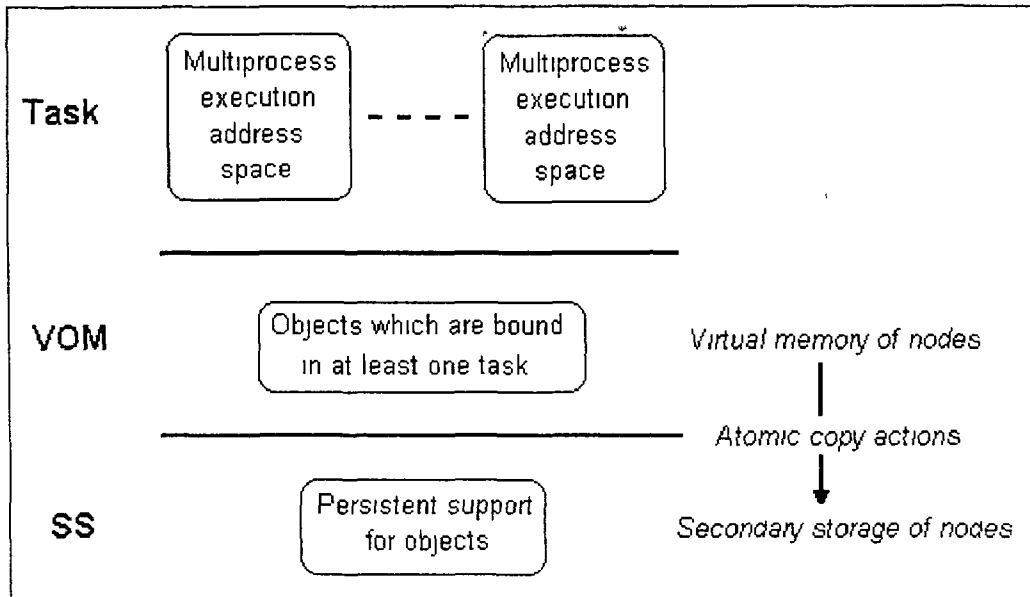 Task
Multiprocess
execution
address
space
Multiprocess
execution
address
space
VOM
Objects which are bound
in at least one task
Virtual memory of nodes
Atomic copy actions
SS
Persistent support
for objects
Secondary storage of nodes